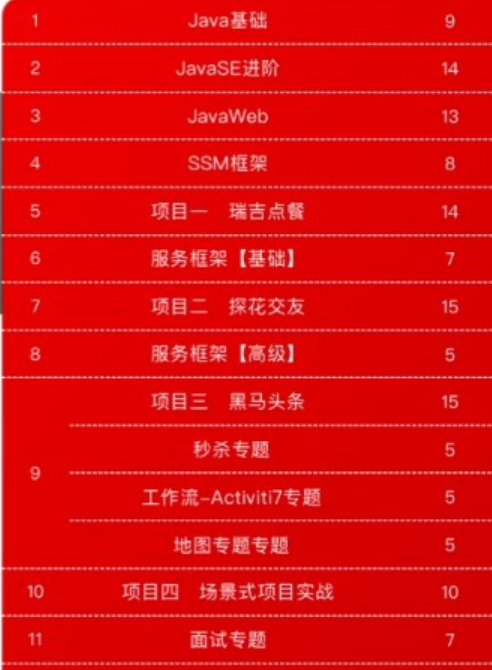 1 Java基础 9
2 JavaSE进阶 14
3 JavaWeb 13
4 SSM框架 8
5 项目一 瑞吉点餐 14
6 服务框架【基础】 7
7 项目二 探花交友 15
8 服务框架【高级】 5
项目三 黑马头条 15
秒杀专题 5
9
工作流-Activiti7专题 5
地图专题专题 5
10 项目四 场景式项目实战 10
11 面试专题 7